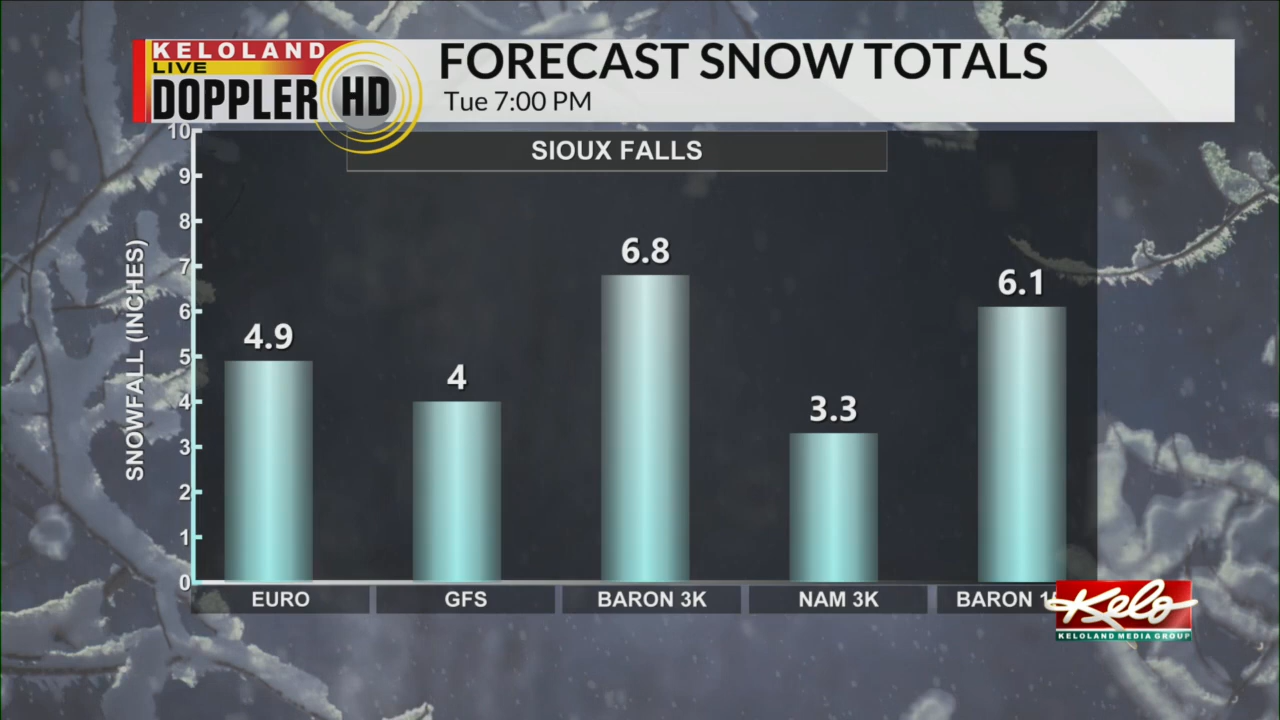 KELOLAND
LIVE
DOPPLER HD
FORECAST SNOW TOTALS
Tue 7:00 PM
SIOUX FALLS
SNOWFALL (INCHES)
10
9
8
7
6
5
4
3
2
1
0
4.9
4
6.8
3.3
6.1
EURO
GFS
BARON 3K
NAM 3K
BARON
Kelo
KELOLAND MEDIA GROUP